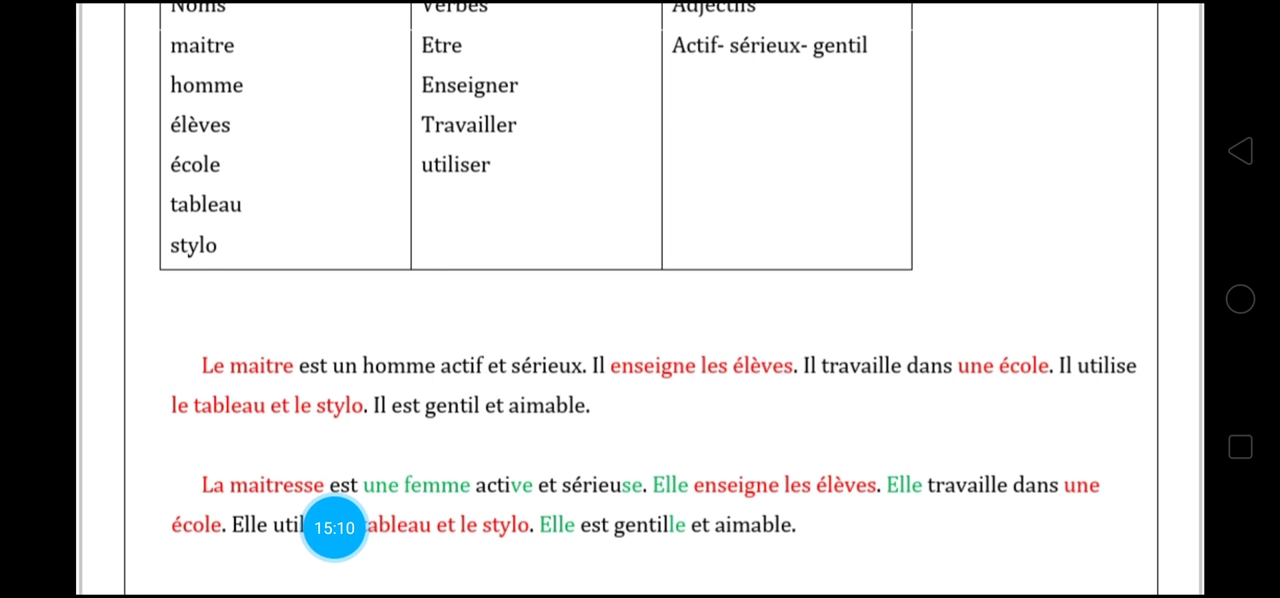 Noms Verbes Adjectifs
maitre Etre Actif- sérieux- gentil
homme Enseigner
élèves Travailler
école utiliser
tableau
stylo
Le maitre est un homme actif et sérieux. Il enseigne les élèves. Il travaille dans une école. Il utilise
le tableau et le stylo. Il est gentil et aimable.
La maitresse est une femme active et sérieuse. Elle enseigne les élèves. Elle travaille dans une
école. Elle 15:10 et le stylo. Elle est gentille et aimable.